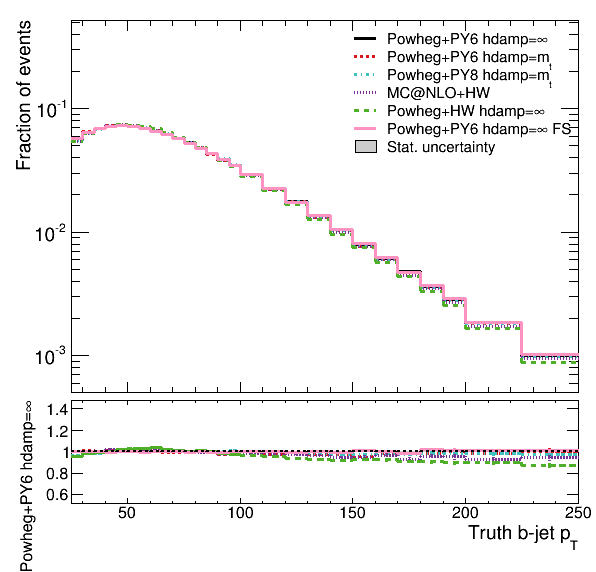 Fraction of events
Powheg+PY6 hdamp=∞
Powheg+PY6 hdamp=m_t
Powheg+PY8 hdamp=m_t
MC@NLO+HW
Powheg+HW hdamp=∞
Powheg+PY6 hdamp=∞ FS
Stat. uncertainty
10⁻¹
10⁻²
10⁻³
Powheg+PY6 hdamp=∞
1.4
1.2
1
0.8
0.6
50 100 150 200 250
Truth b-jet p_T